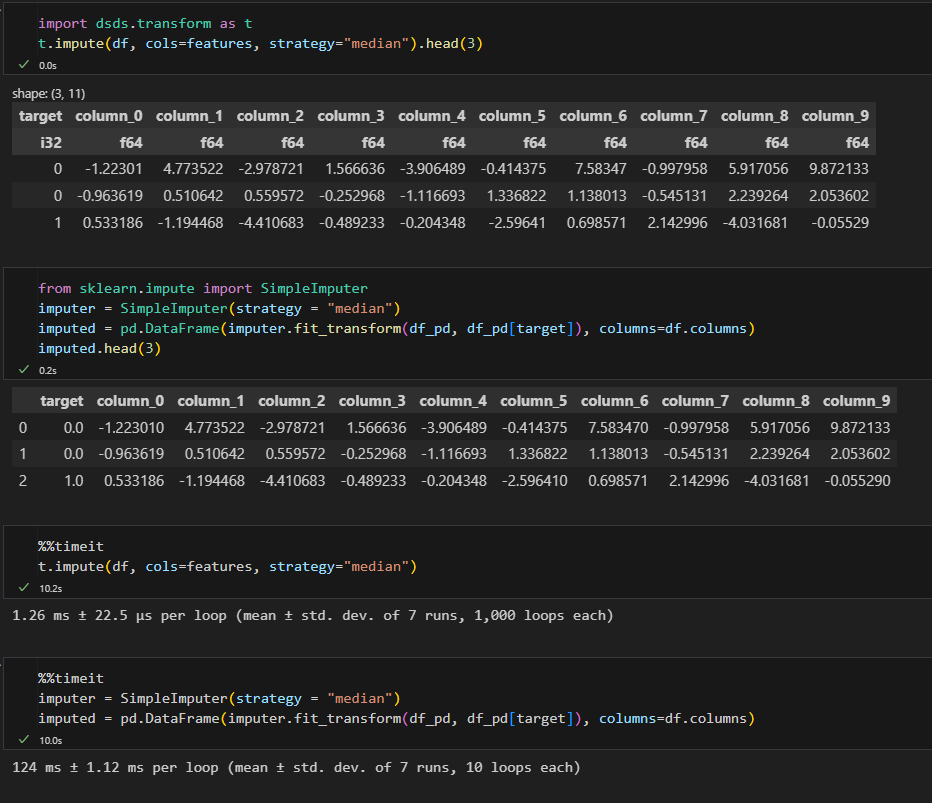 import dsds.transform as t
t.impute(df, cols=features, strategy="median").head(3)
✓ 0.0s
shape: (3, 11)
target column_0 column_1 column_2 column_3 column_4 column_5 column_6 column_7 column_8 column_9
i32 f64 f64 f64 f64 f64 f64 f64 f64 f64 f64
0 -1.22301 4.773522 -2.978721 1.566636 -3.906489 -0.414375 7.58347 -0.997958 5.917056 9.872133
0 -0.963619 0.510642 0.559572 -0.252968 -1.116693 1.336822 1.138013 -0.545131 2.239264 2.053602
1 0.533186 -1.194468 -4.410683 -0.489233 -0.204348 -2.59641 0.698571 2.142996 -4.031681 -0.05529
from sklearn.impute import SimpleImputer
imputer = SimpleImputer(strategy = "median")
imputed = pd.DataFrame(imputer.fit_transform(df_pd, df_pd[target]), columns=df.columns)
imputed.head(3)
✓ 0.2s
target column_0 column_1 column_2 column_3 column_4 column_5 column_6 column_7 column_8 column_9
0 0.0 -1.223010 4.773522 -2.978721 1.566636 -3.906489 -0.414375 7.583470 -0.997958 5.917056 9.872133
1 0.0 -0.963619 0.510642 0.559572 -0.252968 -1.116693 1.336822 1.138013 -0.545131 2.239264 2.053602
2 1.0 0.533186 -1.194468 -4.410683 -0.489233 -0.204348 -2.596410 0.698571 2.142996 -4.031681 -0.055290
%%timeit
t.impute(df, cols=features, strategy="median")
✓ 10.2s
1.26 ms ± 22.5 µs per loop (mean ± std. dev. of 7 runs, 1,000 loops each)
%%timeit
imputer = SimpleImputer(strategy = "median")
imputed = pd.DataFrame(imputer.fit_transform(df_pd, df_pd[target]), columns=df.columns)
✓ 10.0s
124 ms ± 1.12 ms per loop (mean ± std. dev. of 7 runs, 10 loops each)